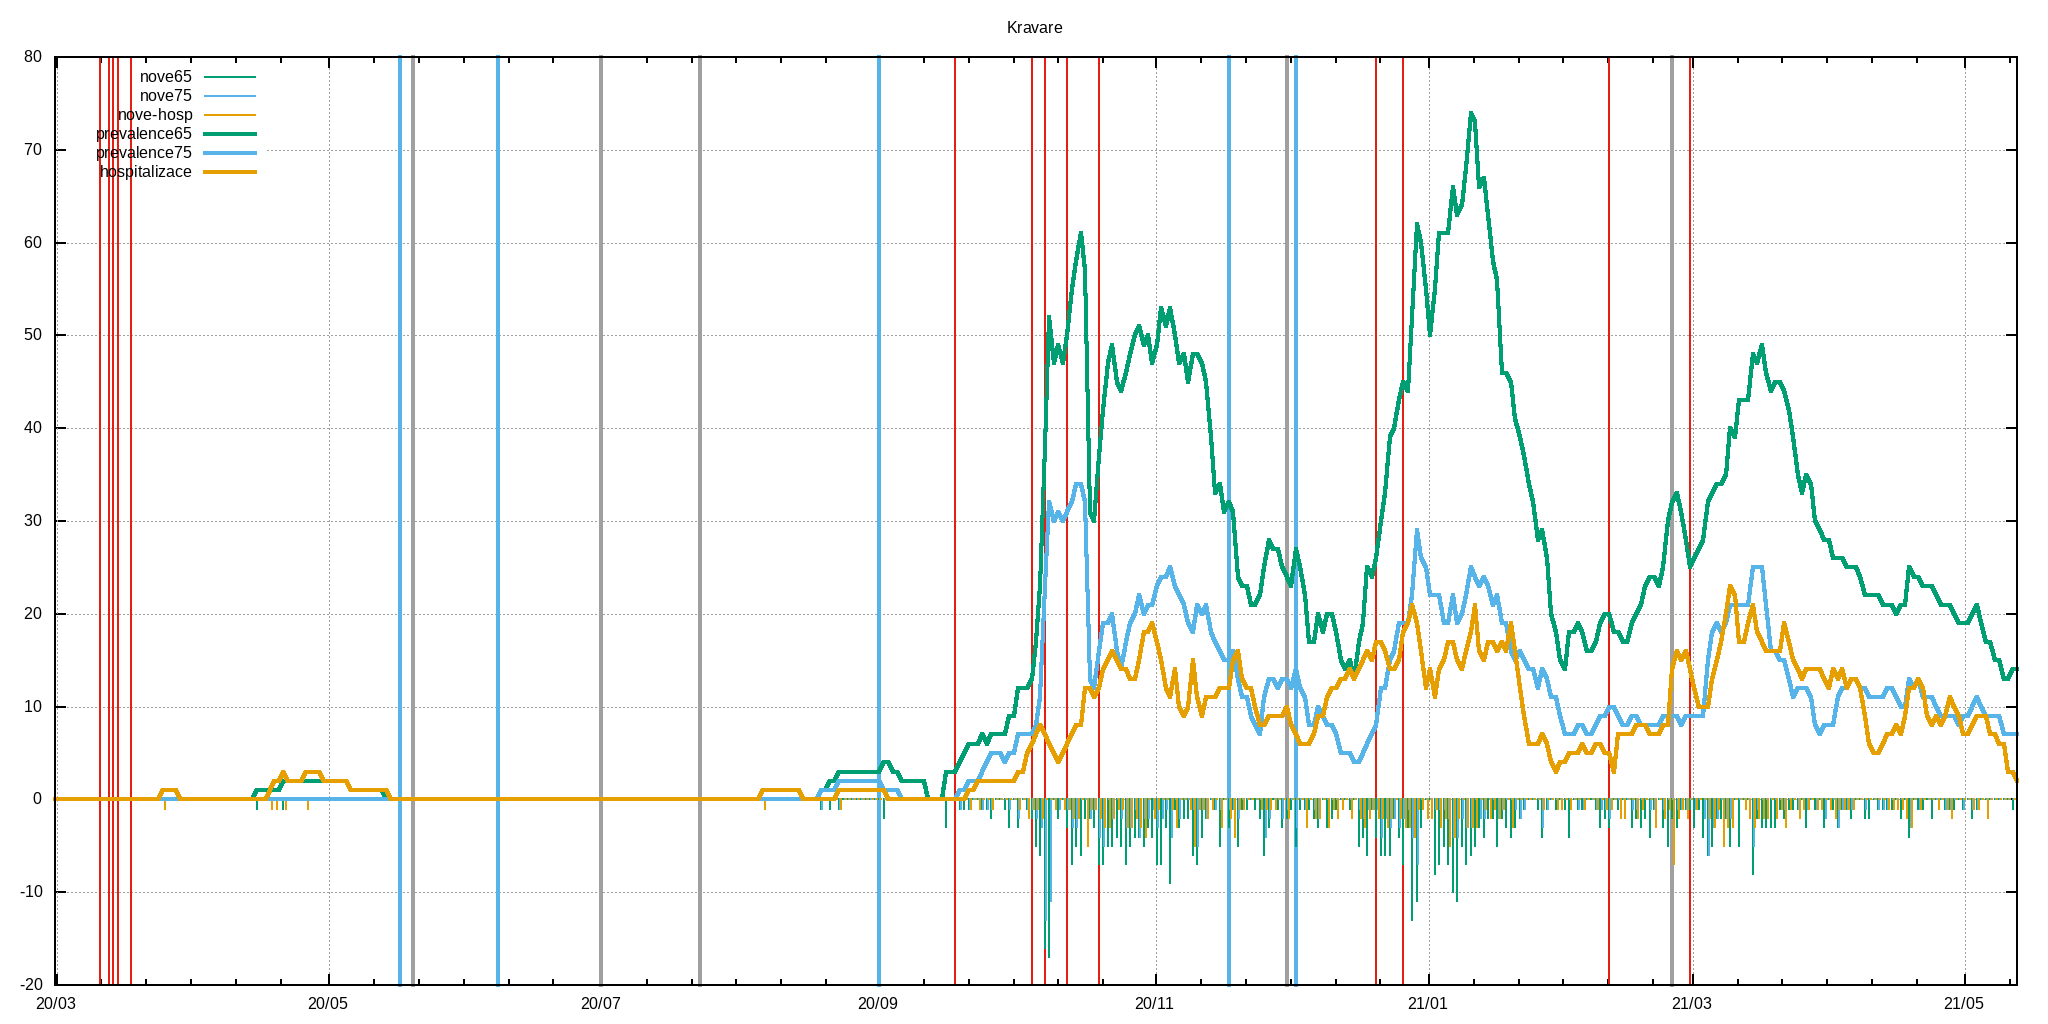 Kravare
80
nove65
nove75
nove-hosp
prevalence65
prevalence75
hospitalizace
70
60
50
40
30
20
10
0
-10
-20
20/03 20/05 20/07 20/09 20/11 21/01 21/03 21/05